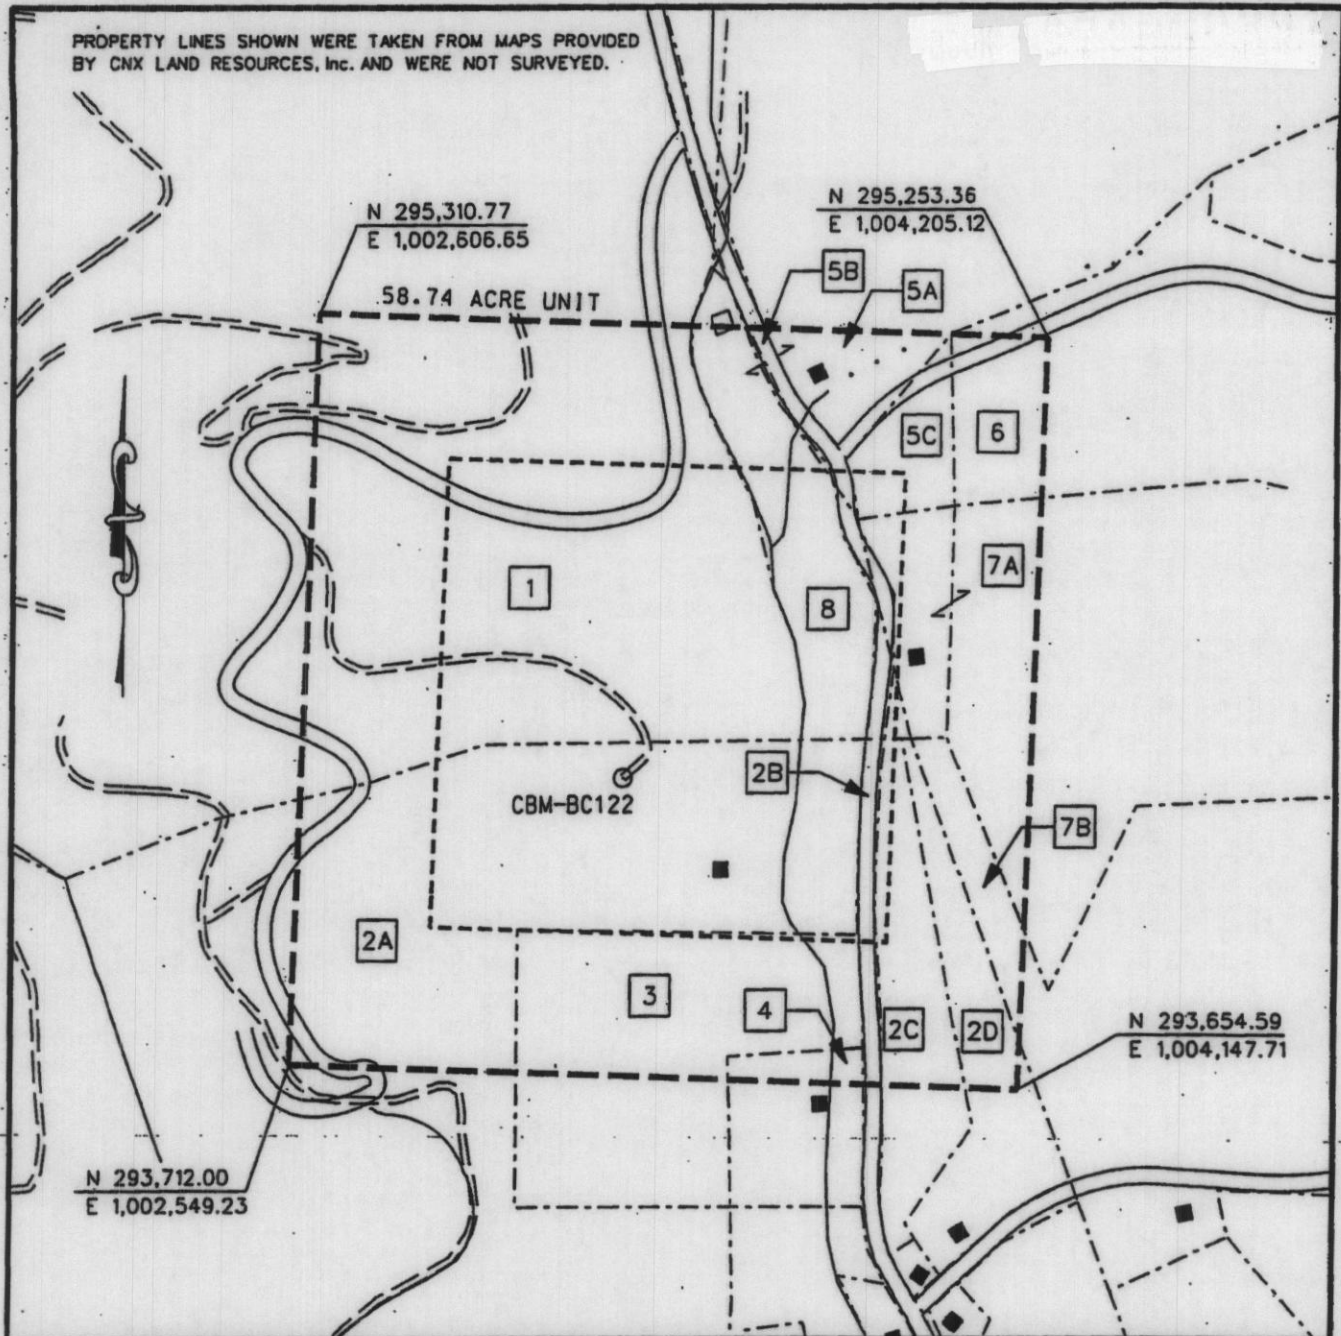 PROPERTY LINES SHOWN WERE TAKEN FROM MAPS PROVIDED
BY CNX LAND RESOURCES, Inc. AND WERE NOT SURVEYED.
N 295,310.77
E 1,002,606.65
N 295,253.36
E 1,004,205.12
58.74 ACRE UNIT
5B
5A
5C
6
7A
1
8
2B
CBM-BC122
7B
2A
3
4
2C
2D
N 293,654.59
E 1,004,147.71
N 293,712.00
E 1,002,549.23